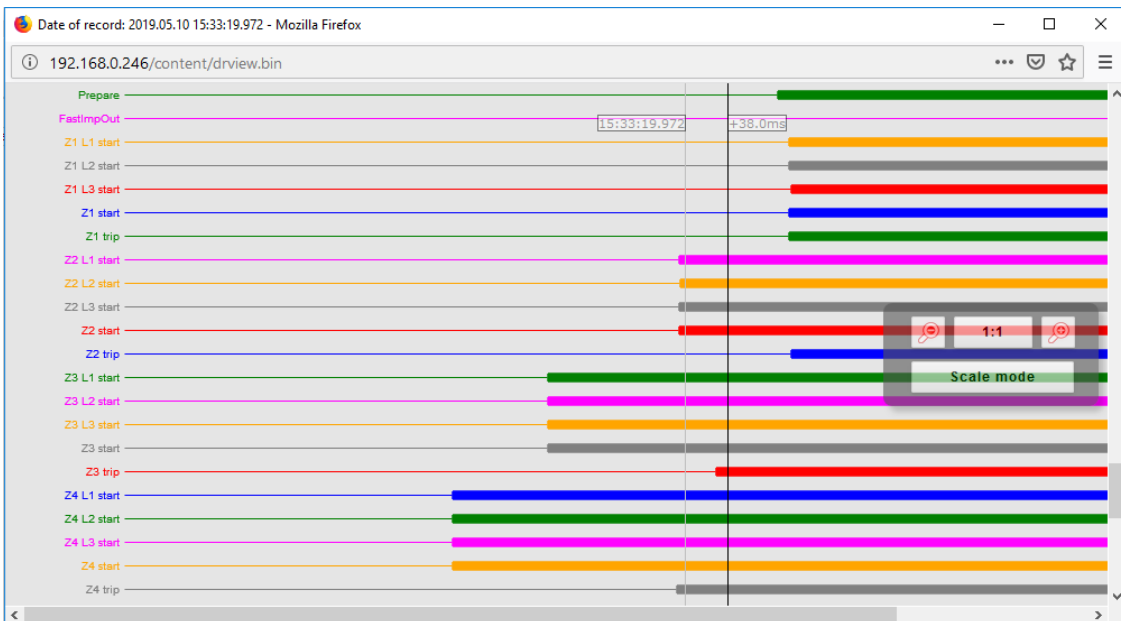 Date of record: 2019.05.10 15:33:19.972 - Mozilla Firefox
192.168.0.246/content/drview.bin
Prepare
FastImpOut
15:33:19.972 +38.0ms
Z1 L1 start
Z1 L2 start
Z1 L3 start
Z1 start
Z1 trip
Z2 L1 start
Z2 L2 start
Z2 L3 start
Z2 start
1:1
Z2 trip
Z3 L1 start
Scale mode
Z3 L2 start
Z3 L3 start
Z3 start
Z3 trip
Z4 L1 start
Z4 L2 start
Z4 L3 start
Z4 start
Z4 trip